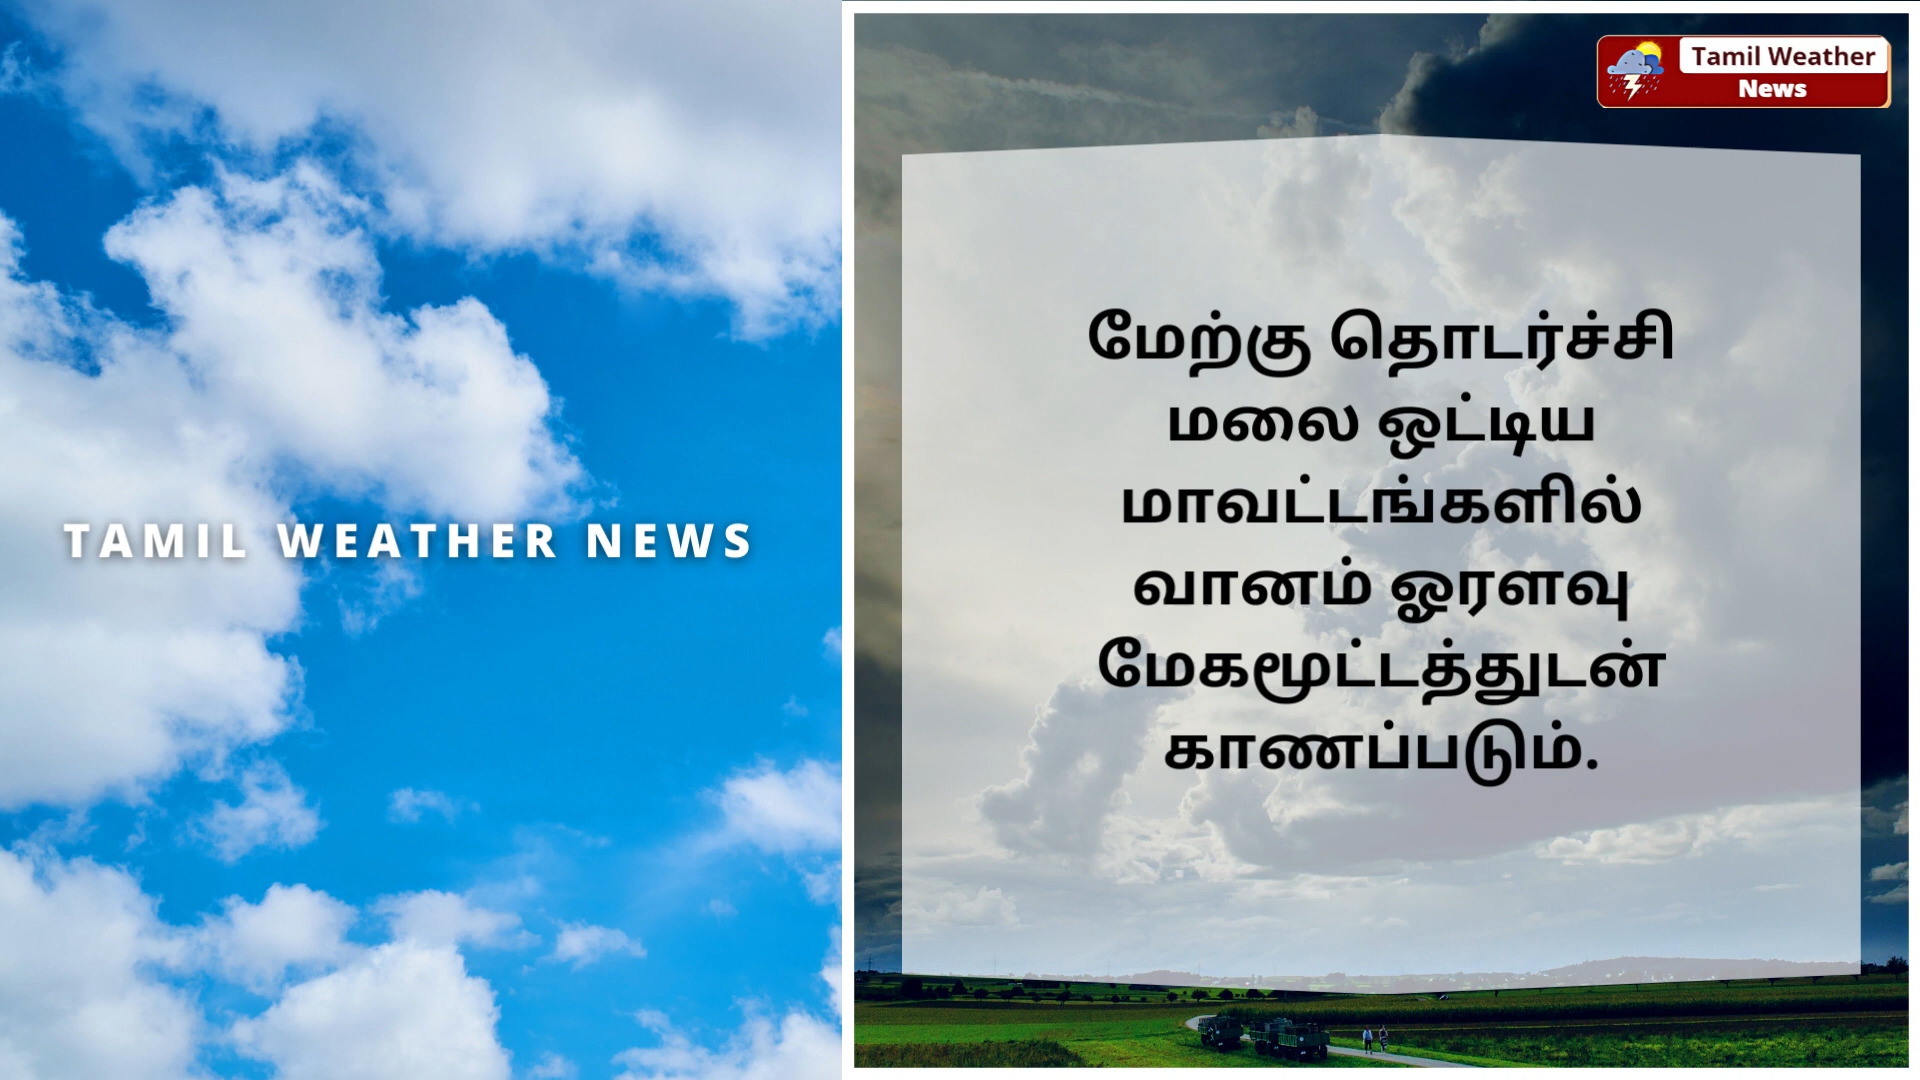 TAMIL WEATHER NEWS
Tamil Weather
News
மேற்கு தொடர்ச்சி
மலை ஒட்டிய
மாவட்டங்களில்
வானம் ஓரளவு
மேகமூட்டத்துடன்
காணப்படும்.